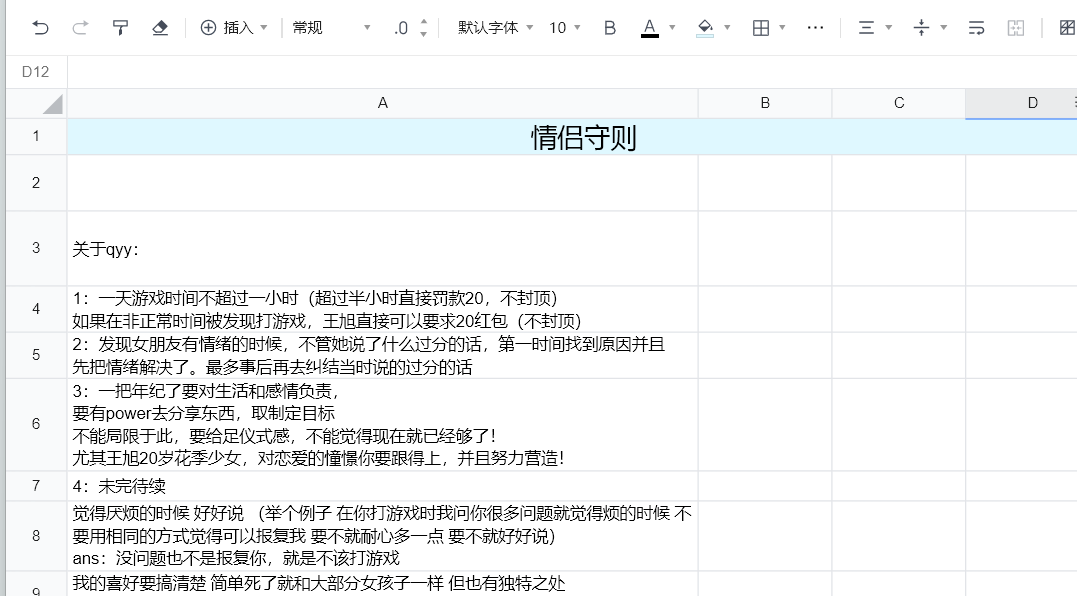 插入 常规 .0 默认字体 10 B A
D12
A B C D
1 情侣守则
2
3 关于qyy：
4 1：一天游戏时间不超过一小时（超过半小时直接罚款20，不封顶）
如果在非正常时间被发现打游戏，王旭直接可以要求20红包（不封顶）
5 2：发现女朋友有情绪的时候，不管她说了什么过分的话，第一时间找到原因并且
先把情绪解决了。最多事后再去纠结当时说的过分的话
3：一把年纪了要对生活和感情负责，
要有power去分享东西，取制定目标
6 不能局限于此，要给足仪式感，不能觉得现在就已经够了！
尤其王旭20岁花季少女，对恋爱的憧憬你要跟得上，并且努力营造！
7 4：未完待续
觉得厌烦的时候 好好说 （举个例子 在你打游戏时我问你很多问题就觉得烦的时候 不
8 要用相同的方式觉得可以报复我 要不就耐心多一点 要不就好好说）
ans：没问题也不是报复你，就是不该打游戏
9 我的喜好要搞清楚 简单死了就和大部分女孩子一样 但也有独特之处